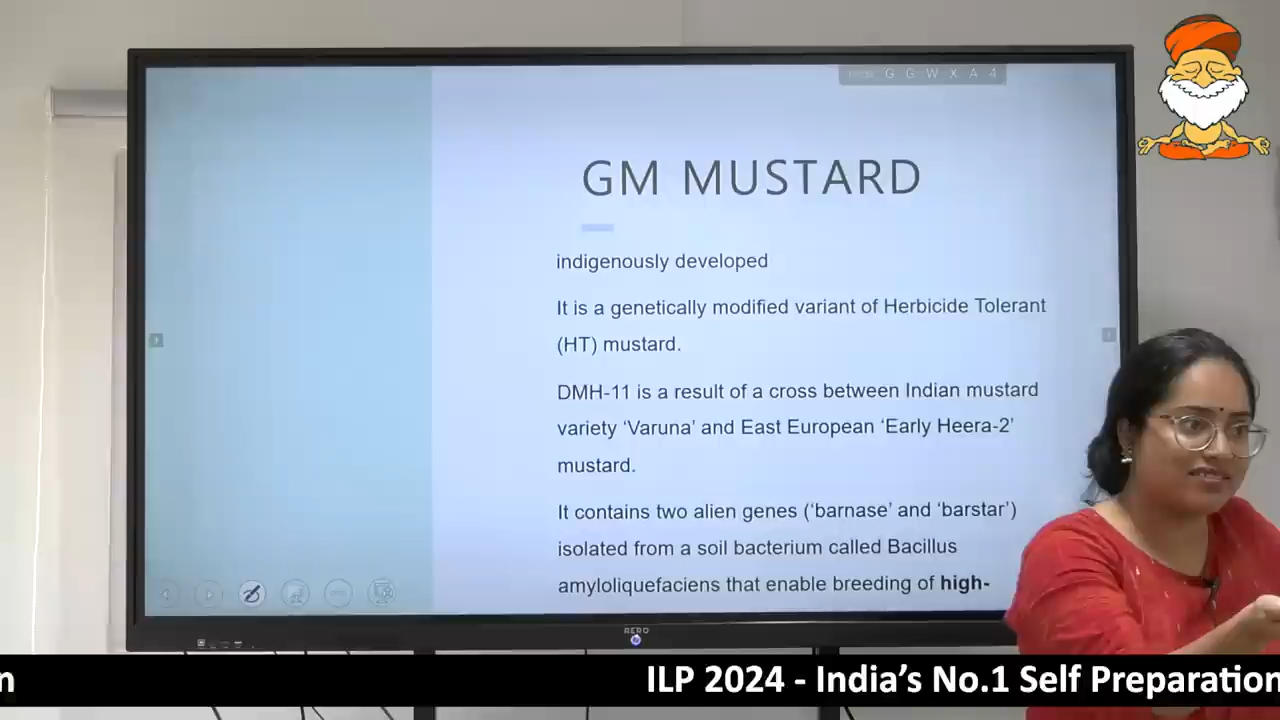 G G W X A 4
GM MUSTARD
indigenously developed
It is a genetically modified variant of Herbicide Tolerant
(HT) mustard.
DMH-11 is a result of a cross between Indian mustard
variety ‘Varuna’ and East European ‘Early Heera-2’
mustard.
It contains two alien genes (‘barnase’ and ‘barstar’)
isolated from a soil bacterium called Bacillus
amyloliquefaciens that enable breeding of high-
n
ILP 2024 - India’s No.1 Self Preparation